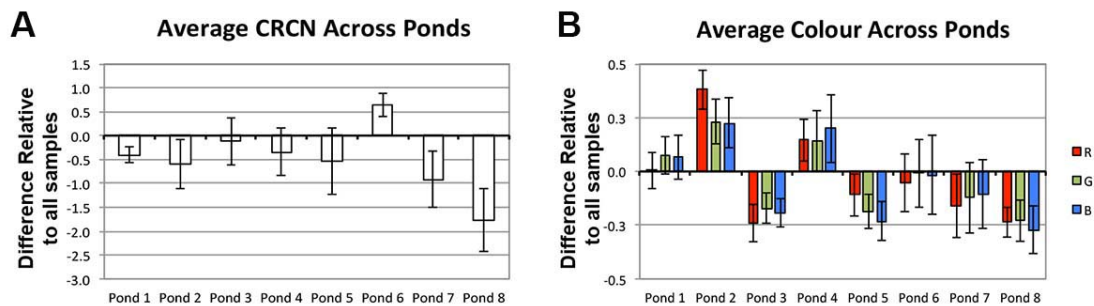 A
Average CRCN Across Ponds
Difference Relative
to all samples
1.5
1.0
0.5
0.0
-0.5
-1.0
-1.5
-2.0
-2.5
-3.0
Pond 1 Pond 2 Pond 3 Pond 4 Pond 5 Pond 6 Pond 7 Pond 8
B
Average Colour Across Ponds
Difference Relative
to all samples
0.5
0.3
0.0
-0.3
-0.5
Pond 1 Pond 2 Pond 3 Pond 4 Pond 5 Pond 6 Pond 7 Pond 8
R
G
B